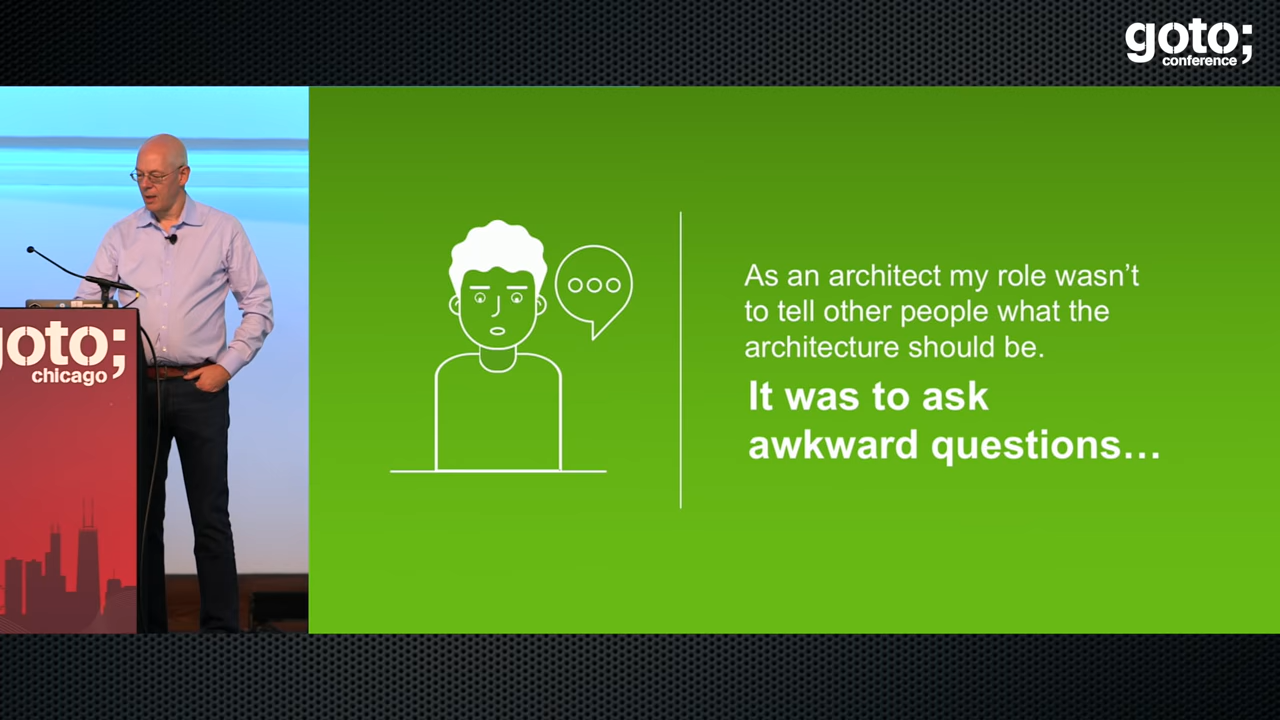 goto;
conference
goto;
chicago
As an architect my role wasn’t
to tell other people what the
architecture should be.
It was to ask
awkward questions…